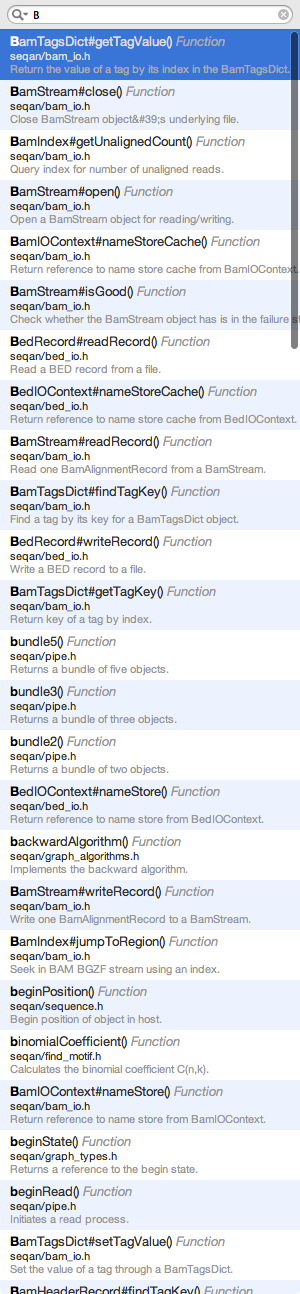 B
BamTagsDict#getTagValue() Function
seqan/bam_io.h
Return the value of a tag by its index in the BamTagsDict.
BamStream#close() Function
seqan/bam_io.h
Close BamStream object&#39;s underlying file.
BamIndex#getUnalignedCount() Function
seqan/bam_io.h
Query index for number of unaligned reads.
BamStream#open() Function
seqan/bam_io.h
Open a BamStream object for reading/writing.
BamIOContext#nameStoreCache() Function
seqan/bam_io.h
Return reference to name store cache from BamIOContext.
BamStream#isGood() Function
seqan/bam_io.h
Check whether the BamStream object has is in the failure st
BedRecord#readRecord() Function
seqan/bed_io.h
Read a BED record from a file.
BedIOContext#nameStoreCache() Function
seqan/bed_io.h
Return reference to name store cache from BedIOContext.
BamStream#readRecord() Function
seqan/bam_io.h
Read one BamAlignmentRecord from a BamStream.
BamTagsDict#findTagKey() Function
seqan/bam_io.h
Find a tag by its key for a BamTagsDict object.
BedRecord#writeRecord() Function
seqan/bed_io.h
Write a BED record to a file.
BamTagsDict#getTagKey() Function
seqan/bam_io.h
Return key of a tag by index.
bundle5() Function
seqan/pipe.h
Returns a bundle of five objects.
bundle3() Function
seqan/pipe.h
Returns a bundle of three objects.
bundle2() Function
seqan/pipe.h
Returns a bundle of two objects.
BedIOContext#nameStore() Function
seqan/bed_io.h
Return reference to name store from BedIOContext.
backwardAlgorithm() Function
seqan/graph_algorithms.h
Implements the backward algorithm.
BamStream#writeRecord() Function
seqan/bam_io.h
Write one BamAlignmentRecord to a BamStream.
BamIndex#jumpToRegion() Function
seqan/bam_io.h
Seek in BAM BGZF stream using an index.
beginPosition() Function
seqan/sequence.h
Begin position of object in host.
binomialCoefficient() Function
seqan/find_motif.h
Calculates the binomial coefficient C(n,k).
BamIOContext#nameStore() Function
seqan/bam_io.h
Return reference to name store from BamIOContext.
beginState() Function
seqan/graph_types.h
Returns a reference to the begin state.
beginRead() Function
seqan/pipe.h
Initiates a read process.
BamTagsDict#setTagValue() Function
seqan/bam_io.h
Set the value of a tag through a BamTagsDict.
BamHeaderRecord#findTagKey() Function